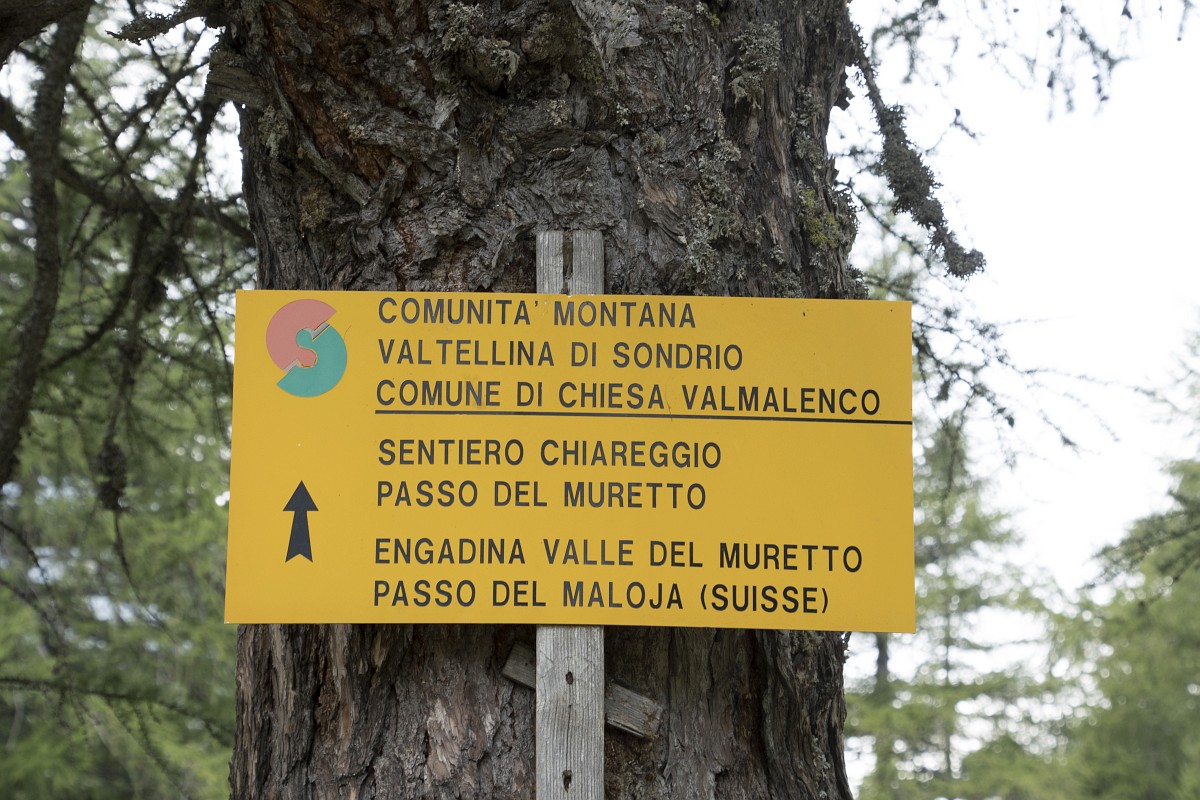 COMUNITA' MONTANA
VALTELLINA DI SONDRIO
COMUNE DI CHIESA VALMALENCO
SENTIERO CHIAREGGIO
PASSO DEL MURETTO
ENGADINA VALLE DEL MURETTO
PASSO DEL MALOJA (SUISSE)